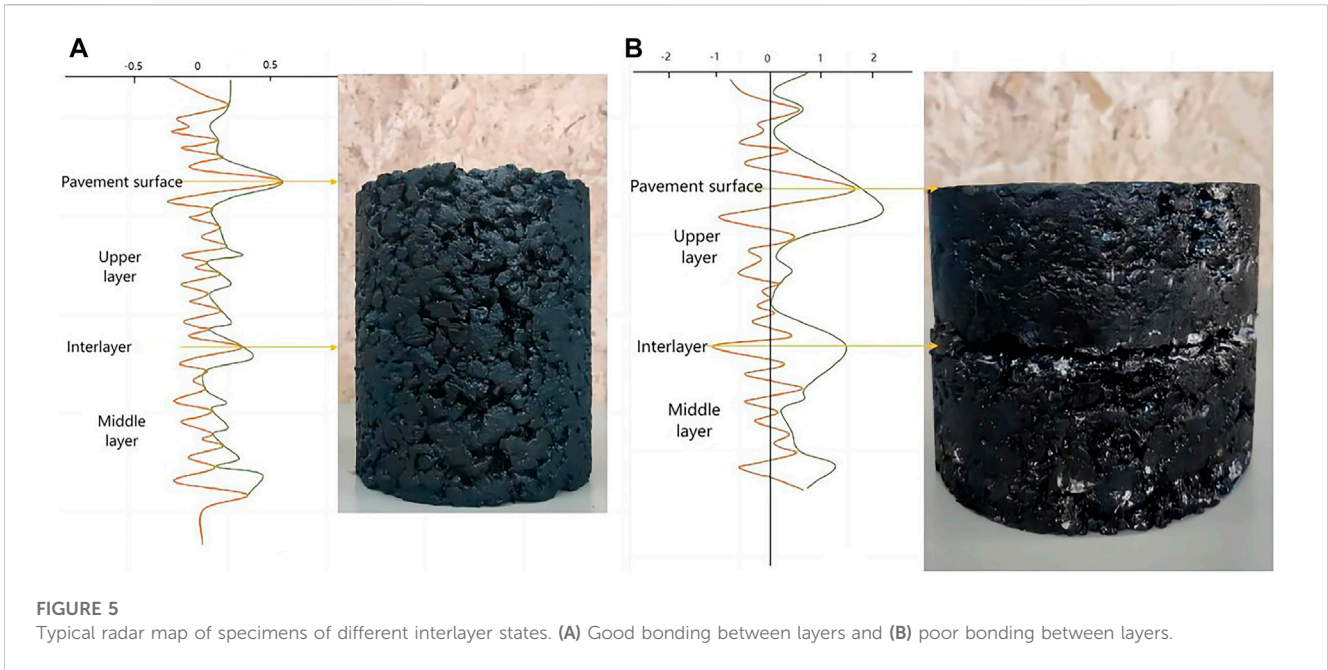 A
-0.5 0 0.5
Pavement surface
Upper
layer
Interlayer
Middle
layer
B
-2 -1 0 1 2
Pavement surface
Upper
layer
Interlayer
Middle
layer
FIGURE 5
Typical radar map of specimens of different interlayer states. (A) Good bonding between layers and (B) poor bonding between layers.